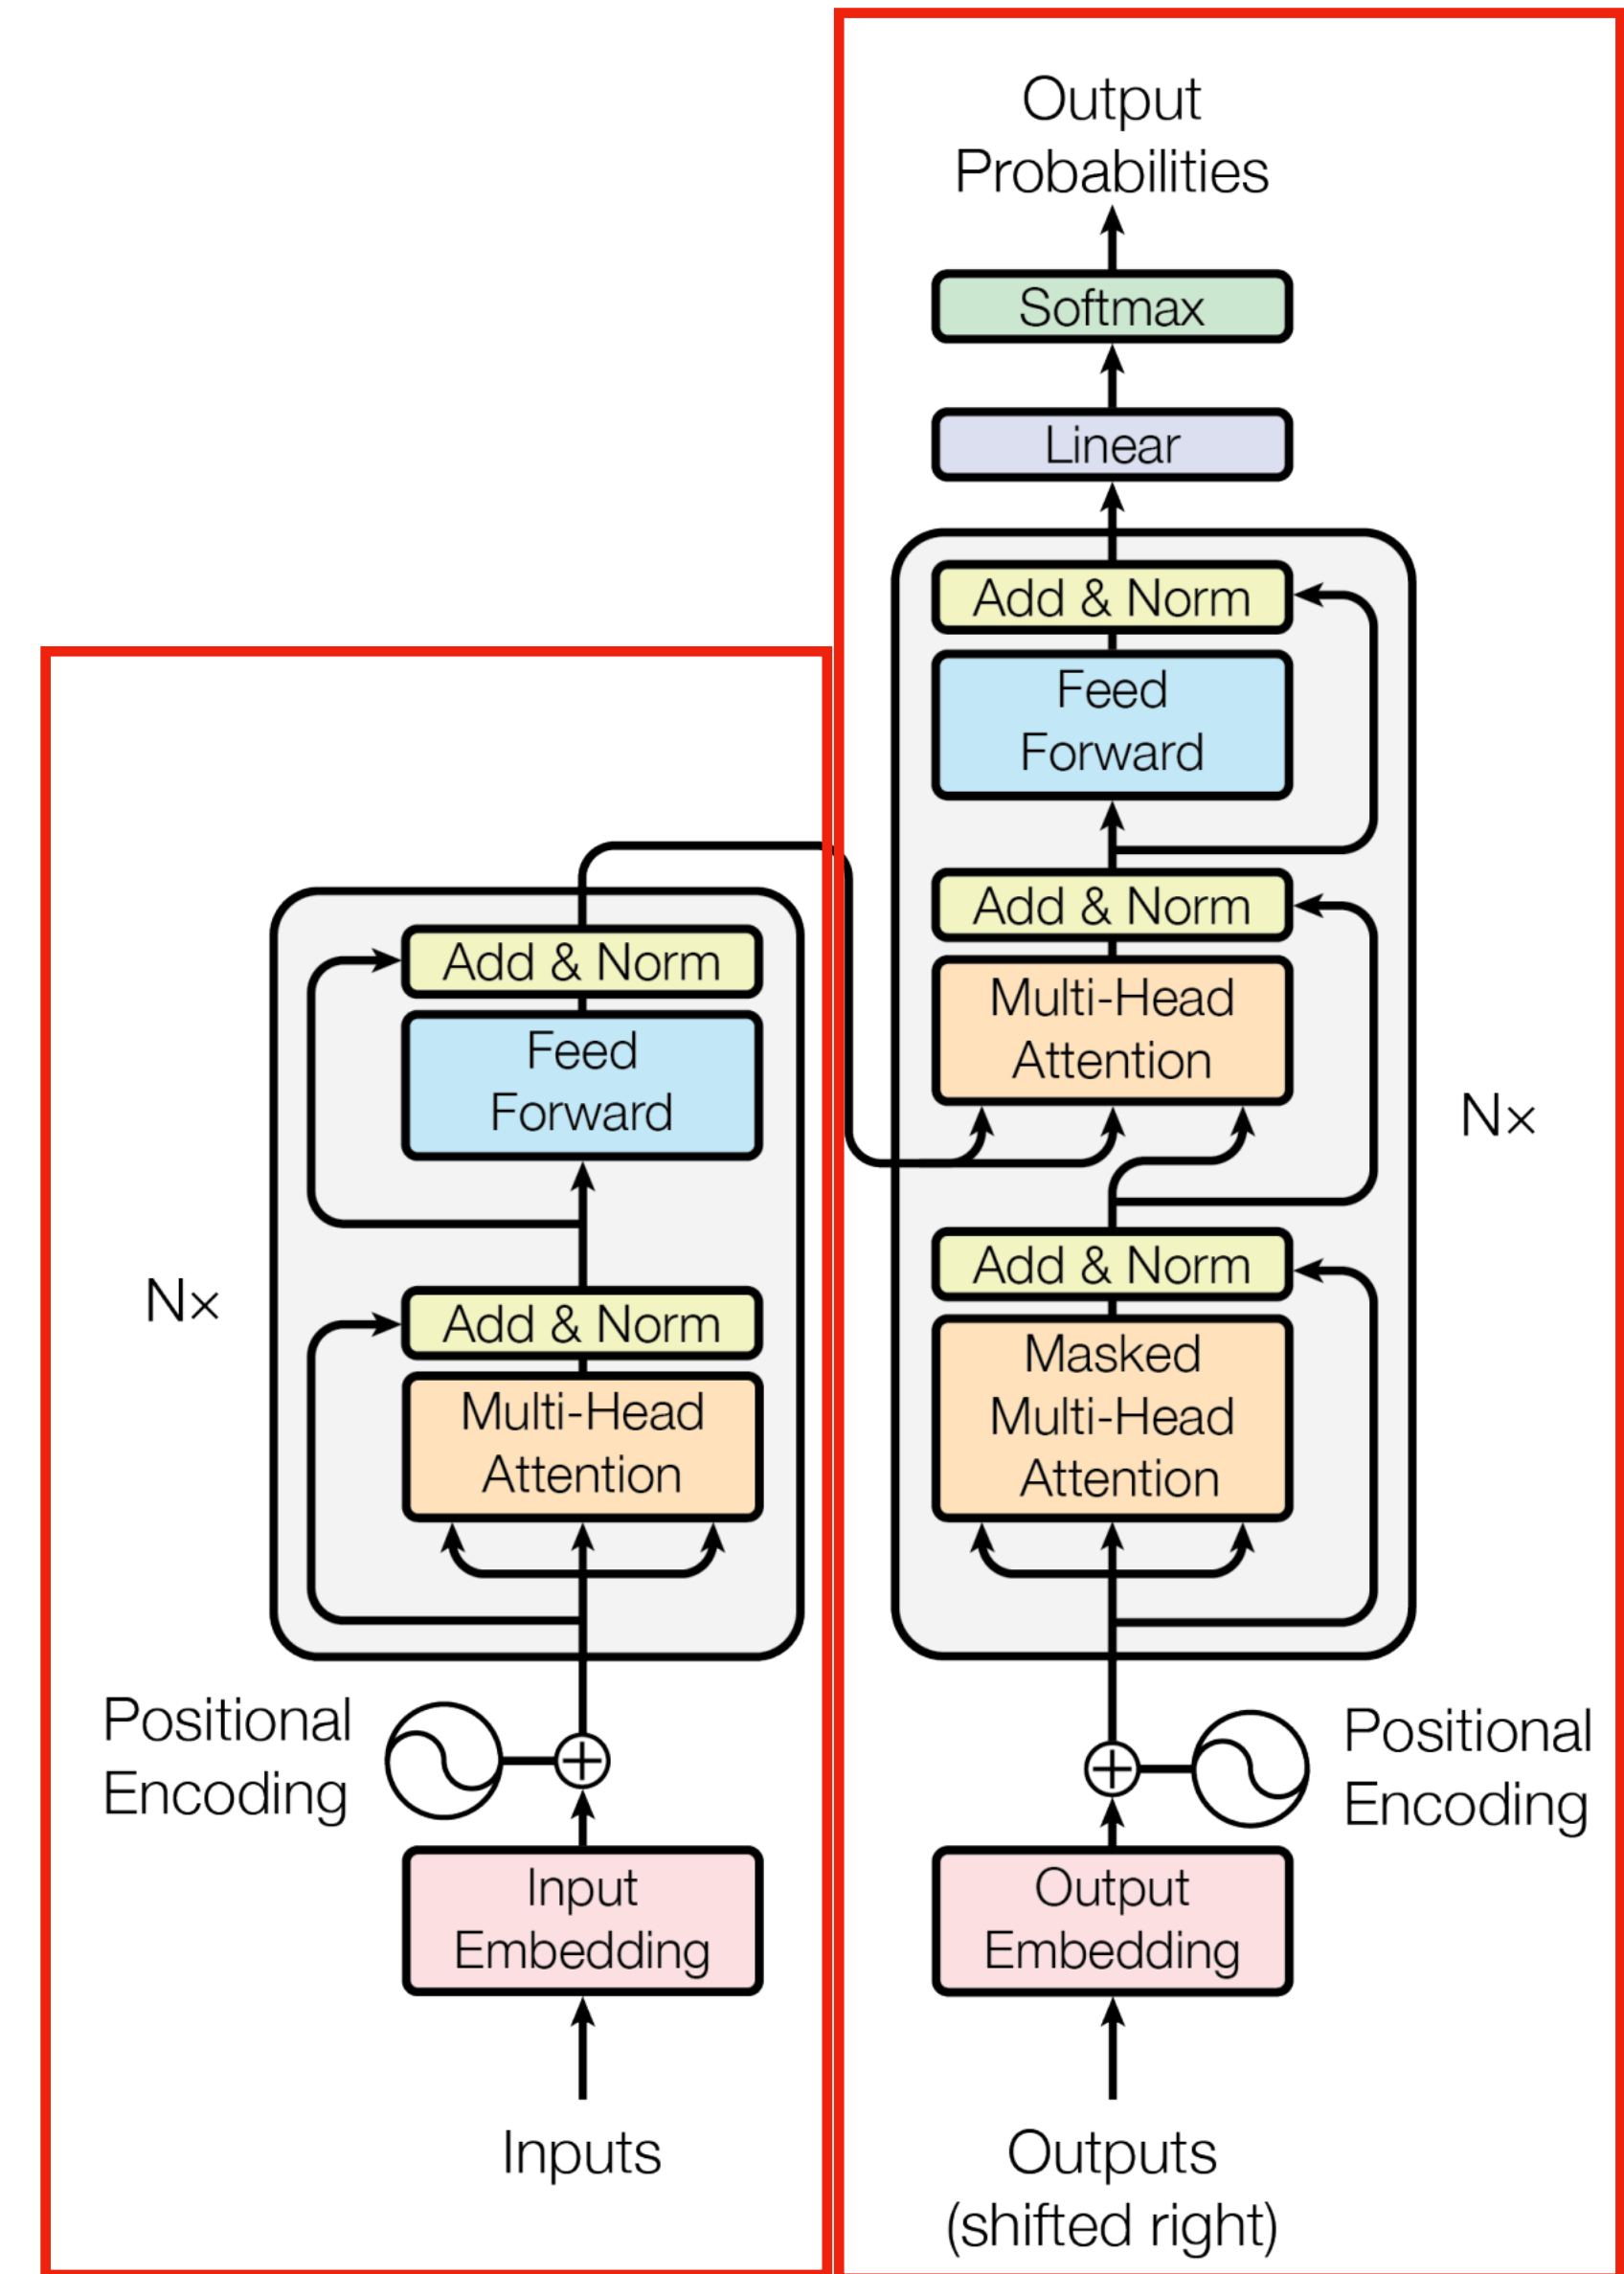 Output
Probabilities
Softmax
Linear
Add & Norm
Feed
Forward
Add & Norm
Multi-Head
Attention
Nx
Add & Norm
Masked
Multi-Head
Attention
Positional
Encoding
Output
Embedding
Outputs
(shifted right)
Add & Norm
Feed
Forward
Nx
Add & Norm
Multi-Head
Attention
Positional
Encoding
Input
Embedding
Inputs